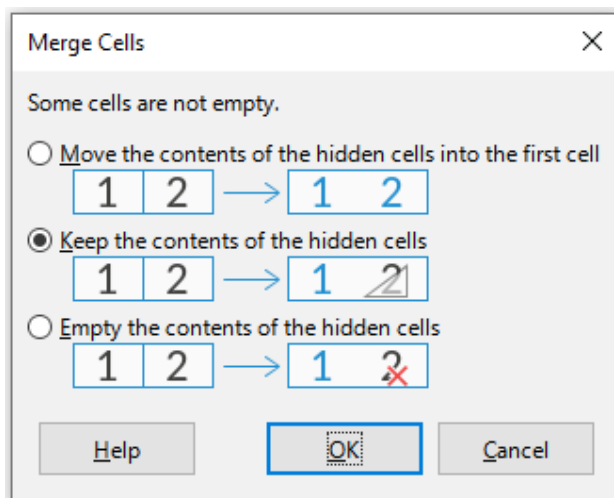 Merge Cells
Some cells are not empty.
Move the contents of the hidden cells into the first cell
1 2 1 2
Keep the contents of the hidden cells
1 2 1 2
Empty the contents of the hidden cells
1 2 1 2
Help OK Cancel